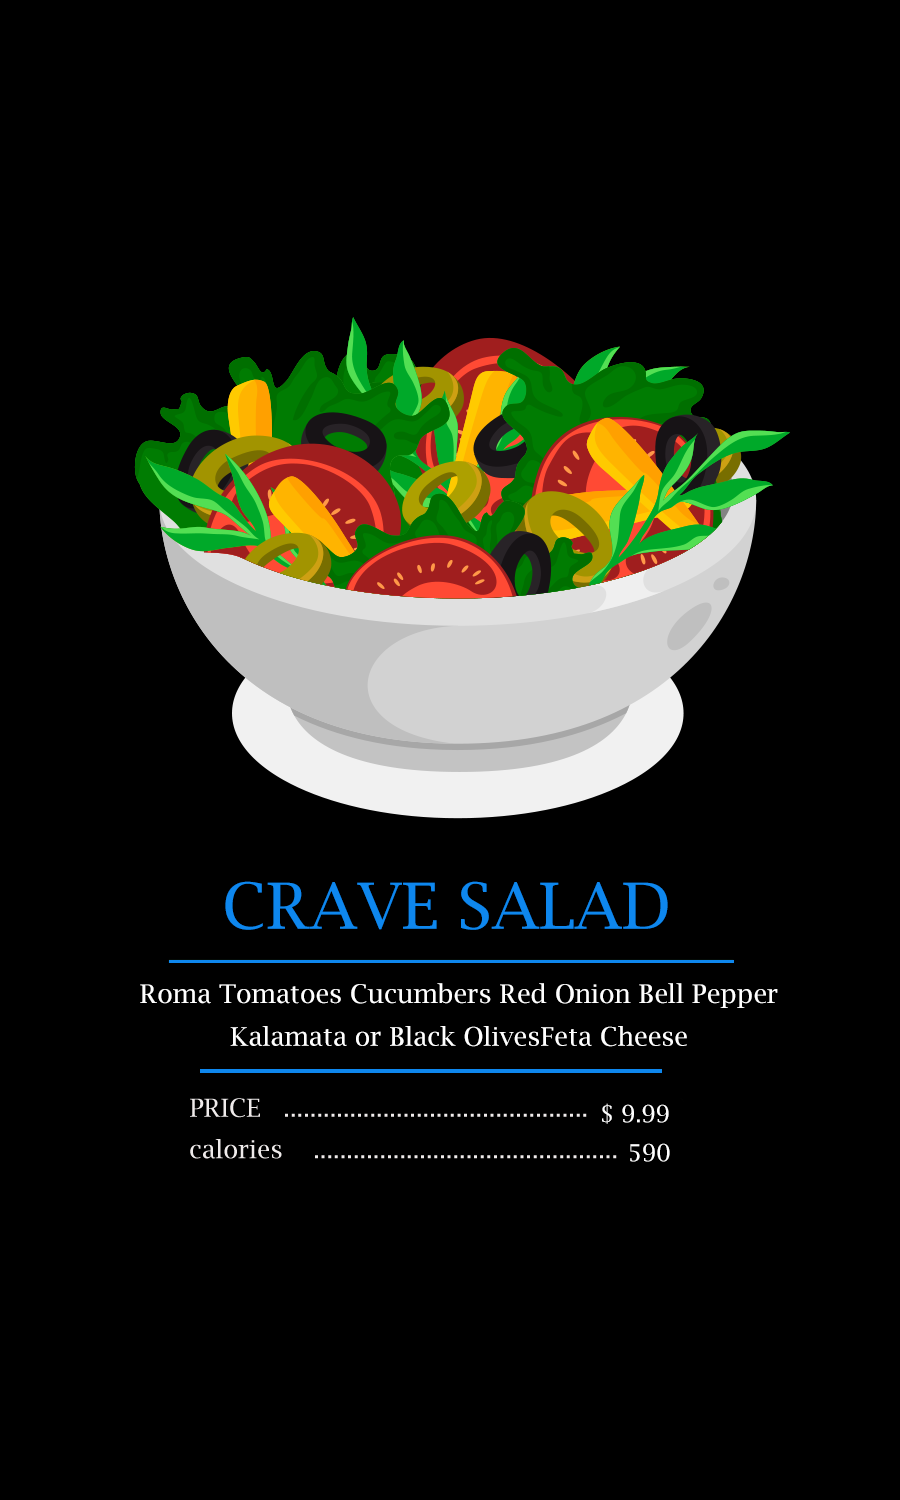 CRAVE SALAD
Roma Tomatoes Cucumbers Red Onion Bell Pepper
Kalamata or Black OlivesFeta Cheese
PRICE .............................................. $ 9.99
calories .............................................. 590